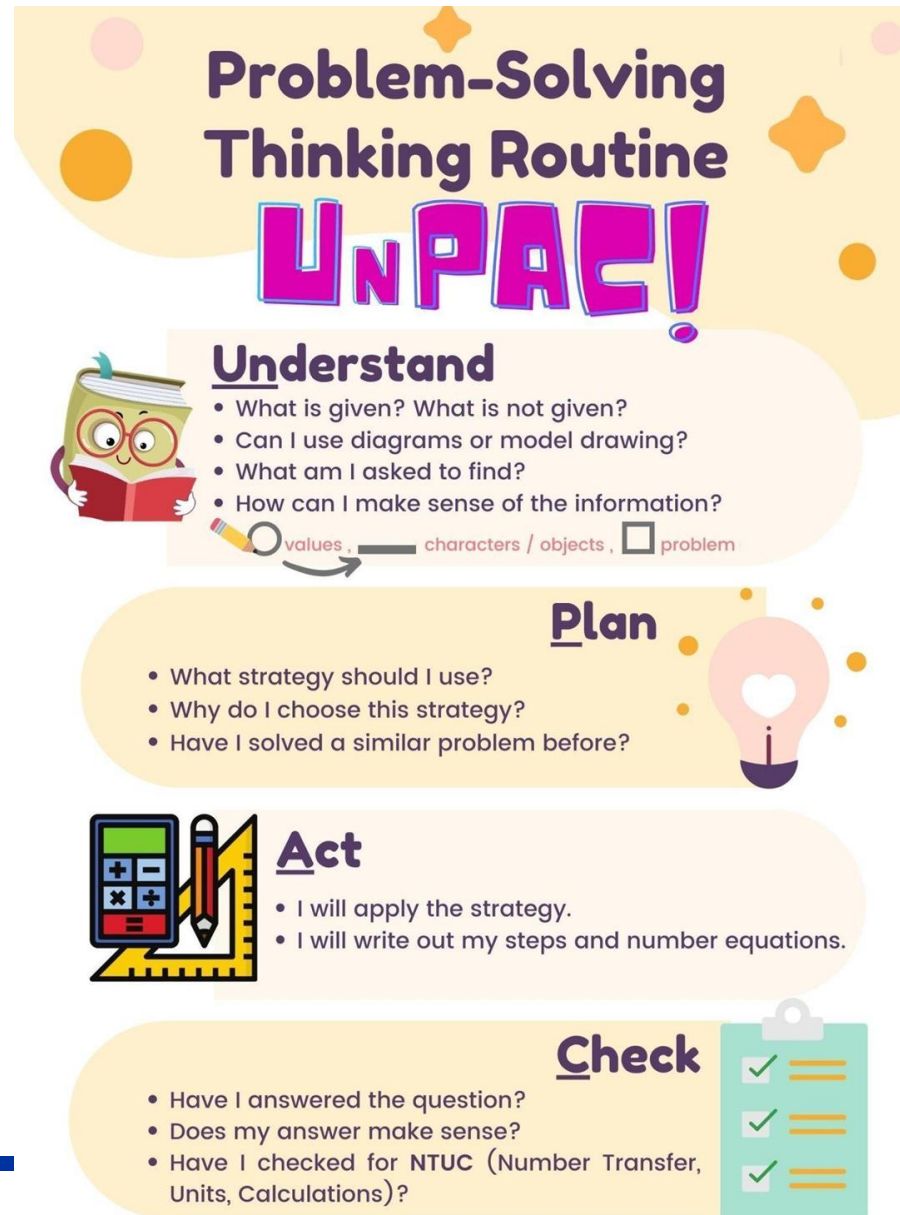 Problem-Solving
Thinking Routine
UNPAC!
Understand
• What is given? What is not given?
• Can I use diagrams or model drawing?
• What am I asked to find?
• How can I make sense of the information?
values , characters / objects , problem
Plan
• What strategy should I use?
• Why do I choose this strategy?
• Have I solved a similar problem before?
Act
• I will apply the strategy.
• I will write out my steps and number equations.
Check
• Have I answered the question?
• Does my answer make sense?
• Have I checked for NTUC (Number Transfer,
Units, Calculations)?